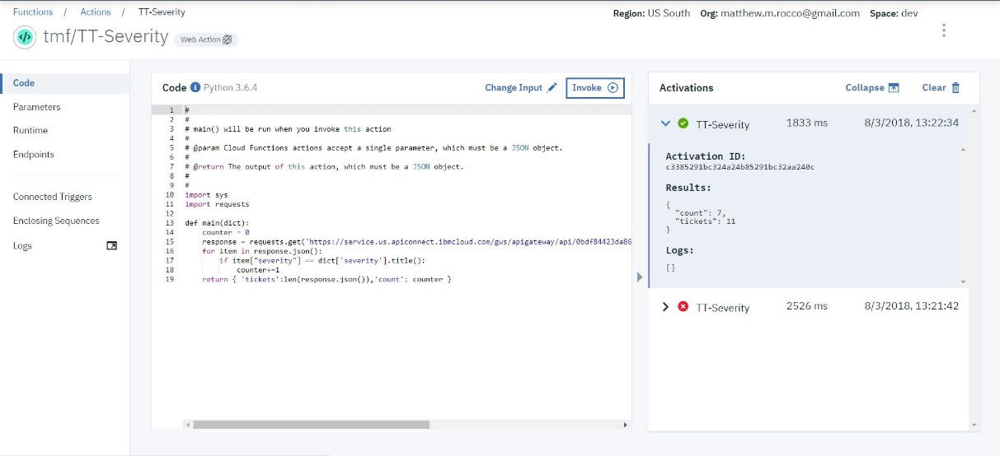 Functions / Actions / TT-Severity
Region: US South Org: matthew.m.rocco@gmail.com Space: dev
</> tmf/TT-Severity Web Action
Code
Parameters
Runtime
Endpoints
Connected Triggers
Enclosing Sequences
Logs
Code Python 3.6.4 Change Input Invoke
1 #
2 #
3 # main() will be run when you invoke this action
4 #
5 # @param Cloud Functions actions accept a single parameter, which must be a JSON object.
6 #
7 # @return The output of this action, which must be a JSON object.
8 #
9 #
10 import sys
11 import requests
12
13 def main(dict):
14 counter = 0
15 response = requests.get('https://service.us.apiconnect.ibmcloud.com/gws/apigateway/api/0bdf84423da86
16 for item in response.json():
17 if item["severity"] == dict['severity'].title():
18 counter+=1
19 return { 'tickets':len(response.json()),'count': counter }
Activations Collapse Clear
TT-Severity 1833 ms 8/3/2018, 13:22:34
Activation ID:
c3385291bc324a24b85291bc32aa240c
Results:
{
"count": 7,
"tickets": 11
}
Logs:
[]
TT-Severity 2526 ms 8/3/2018, 13:21:42